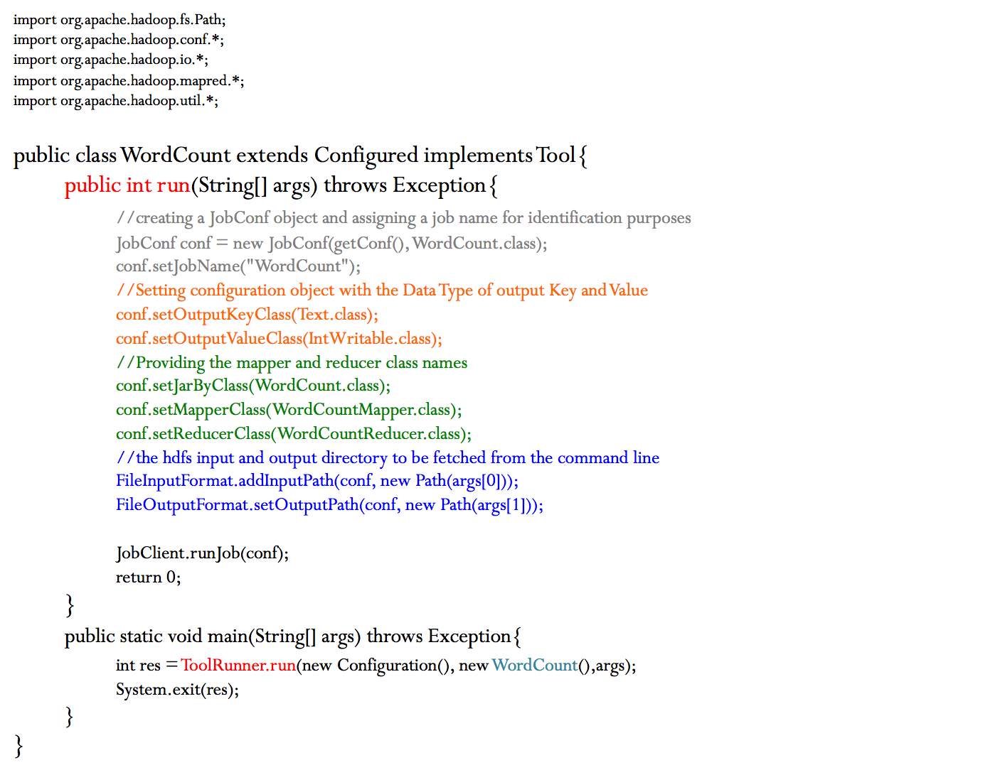 import org.apache.hadoop.fs.Path;
import org.apache.hadoop.conf.*;
import org.apache.hadoop.io.*;
import org.apache.hadoop.mapred.*;
import org.apache.hadoop.util.*;
public class WordCount extends Configured implements Tool{
public int run(String[] args) throws Exception{
//creating a JobConf object and assigning a job name for identification purposes
JobConf conf = new JobConf(getConf(), WordCount.class);
conf.setJobName("WordCount");
//Setting configuration object with the Data Type of output Key and Value
conf.setOutputKeyClass(Text.class);
conf.setOutputValueClass(IntWritable.class);
//Providing the mapper and reducer class names
conf.setJarByClass(WordCount.class);
conf.setMapperClass(WordCountMapper.class);
conf.setReducerClass(WordCountReducer.class);
//the hdfs input and output directory to be fetched from the command line
FileInputFormat.addInputPath(conf, new Path(args[0]));
FileOutputFormat.setOutputPath(conf, new Path(args[1]));
JobClient.runJob(conf);
return 0;
}
public static void main(String[] args) throws Exception{
int res = ToolRunner.run(new Configuration(), new WordCount(),args);
System.exit(res);
}
}